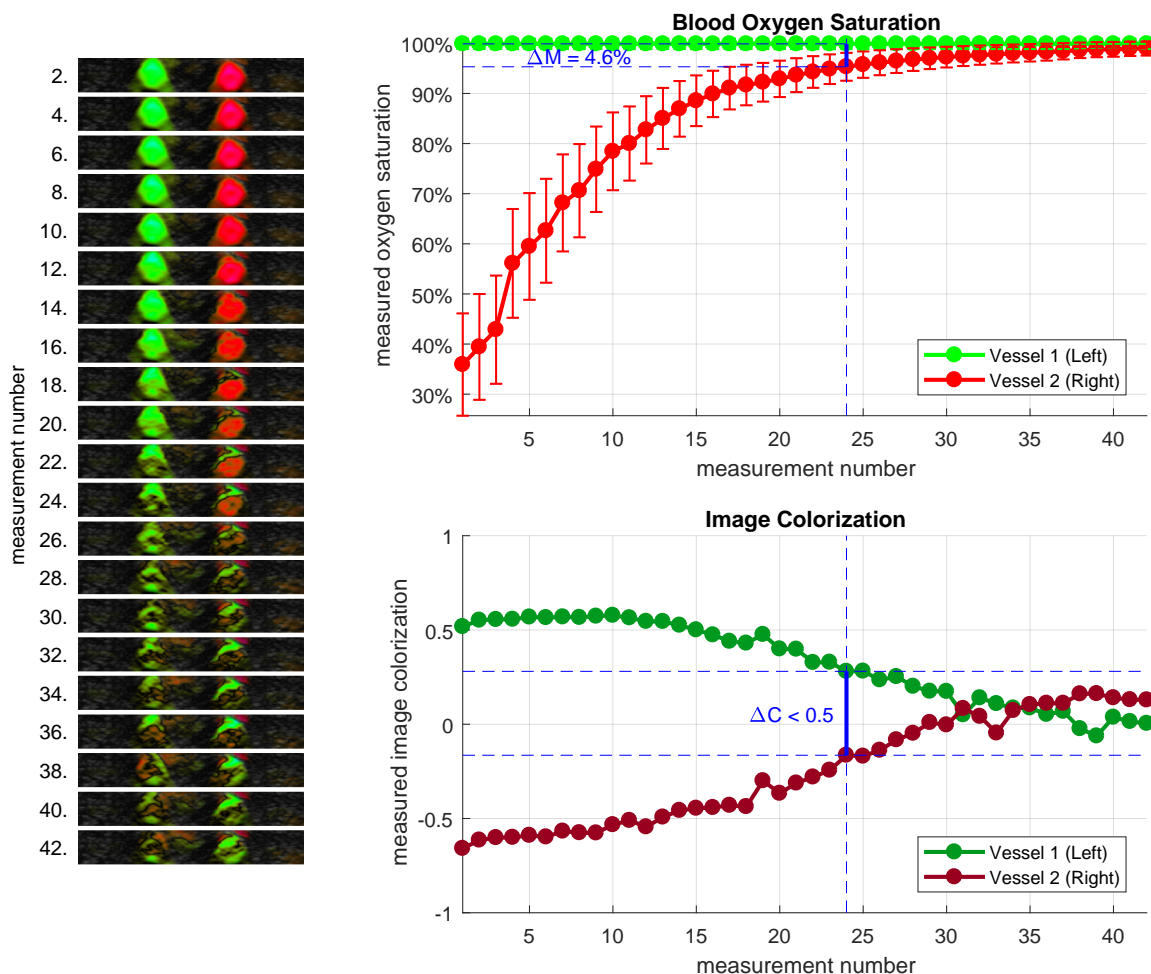 measurement number
2.
4.
6.
8.
10.
12.
14.
16.
18.
20.
22.
24.
26.
28.
30.
32.
34.
36.
38.
40.
42.
Blood Oxygen Saturation
measured oxygen saturation
100%
90%
80%
70%
60%
50%
40%
30%
ΔM = 4.6%
Vessel 1 (Left)
Vessel 2 (Right)
5 10 15 20 25 30 35 40
measurement number
Image Colorization
measured image colorization
1
0.5
0
-0.5
-1
ΔC < 0.5
Vessel 1 (Left)
Vessel 2 (Right)
5 10 15 20 25 30 35 40
measurement number